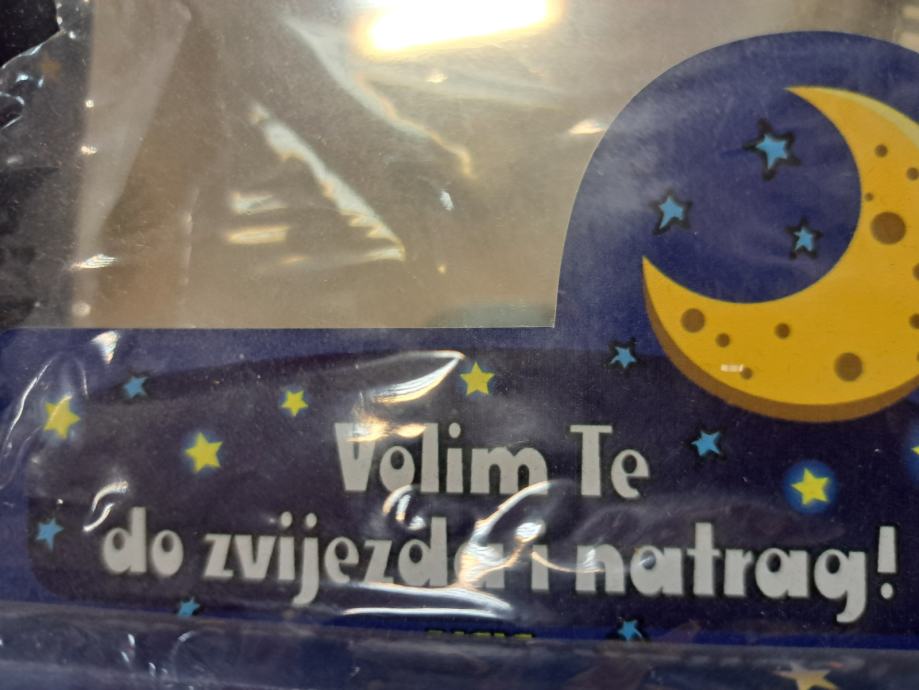 Volim Te
do zvijezda i natrag!